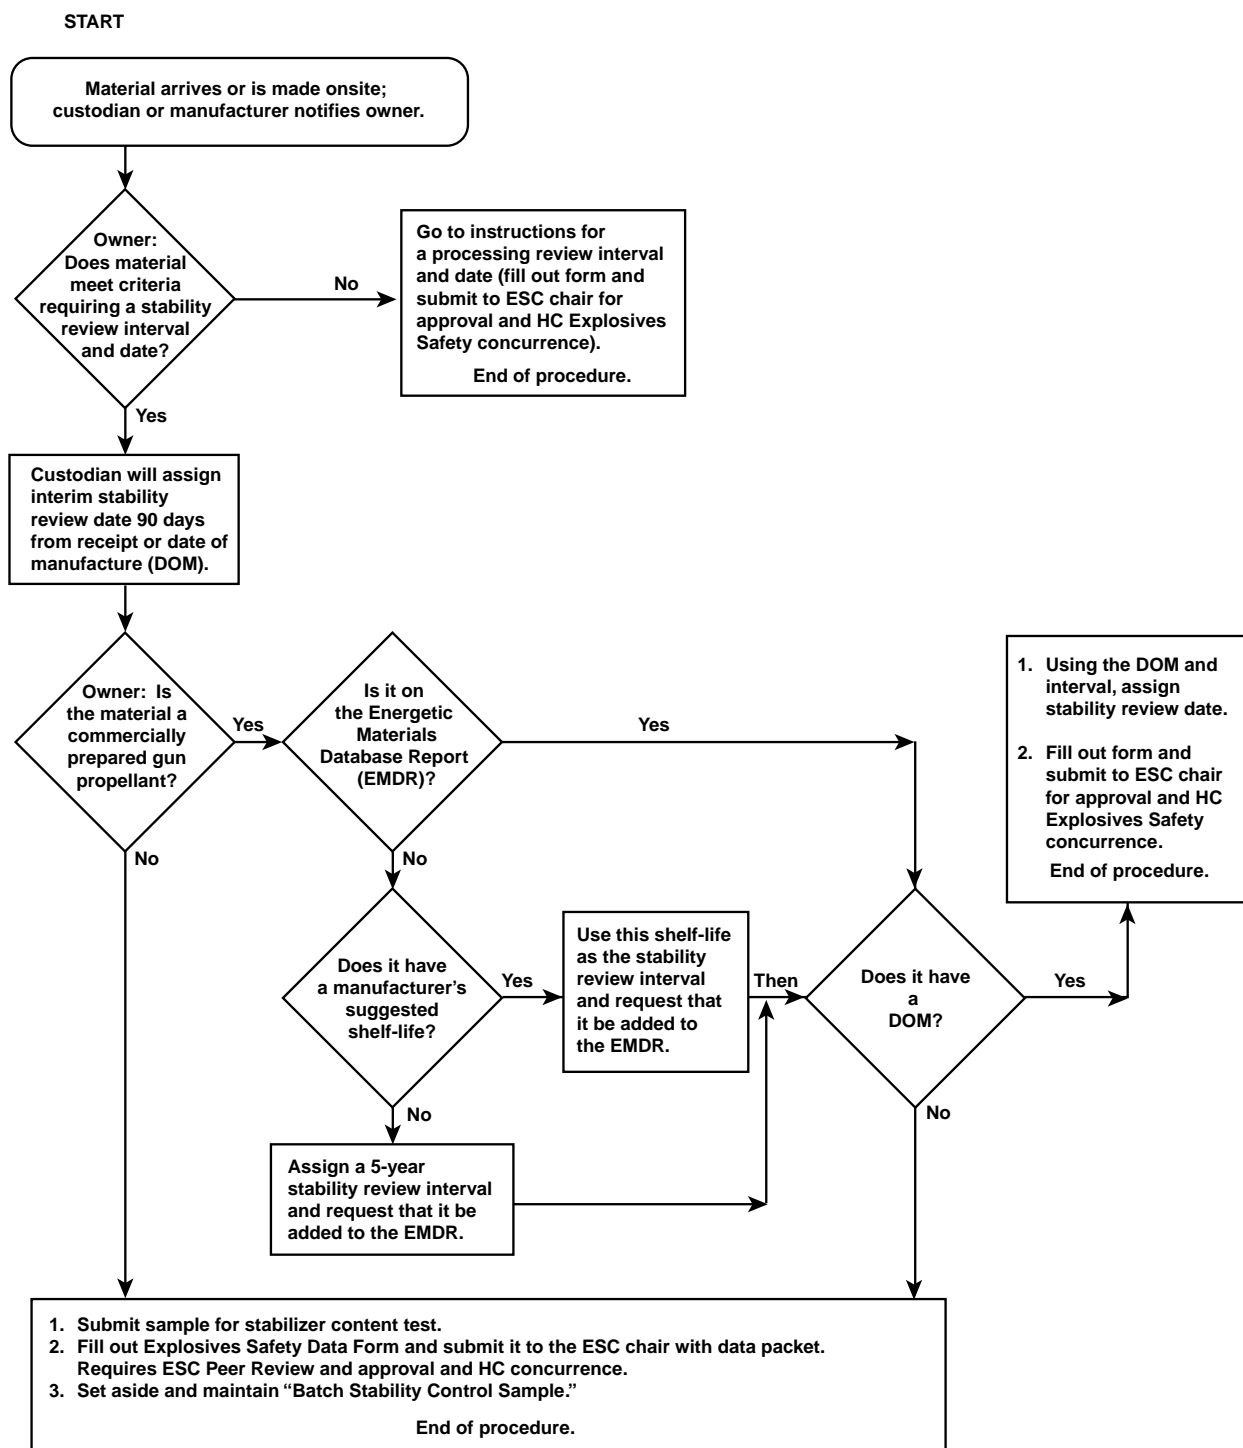 START
Material arrives or is made onsite;
custodian or manufacturer notifies owner.
Owner:
Does material
meet criteria
requiring a stability
review interval
and date?
No
Go to instructions for
a processing review interval
and date (fill out form and
submit to ESC chair for
approval and HC Explosives
Safety concurrence).
End of procedure.
Yes
Custodian will assign
interim stability
review date 90 days
from receipt or date of
manufacture (DOM).
Owner: Is
the material a
commercially
prepared gun
propellant?
Yes
Is it on
the Energetic
Materials
Database Report
(EMDR)?
Yes
1. Using the DOM and
interval, assign
stability review date.
2. Fill out form and
submit to ESC chair
for approval and HC
Explosives Safety
concurrence.
End of procedure.
No
No
Does it have
a manufacturer's
suggested
shelf-life?
Yes
Use this shelf-life
as the stability
review interval
and request that
it be added to
the EMDR.
Then
Does it have
a
DOM?
Yes
No
No
Assign a 5-year
stability review interval
and request that it be
added to the EMDR.
1. Submit sample for stabilizer content test.
2. Fill out Explosives Safety Data Form and submit it to the ESC chair with data packet.
Requires ESC Peer Review and approval and HC concurrence.
3. Set aside and maintain “Batch Stability Control Sample.”
End of procedure.